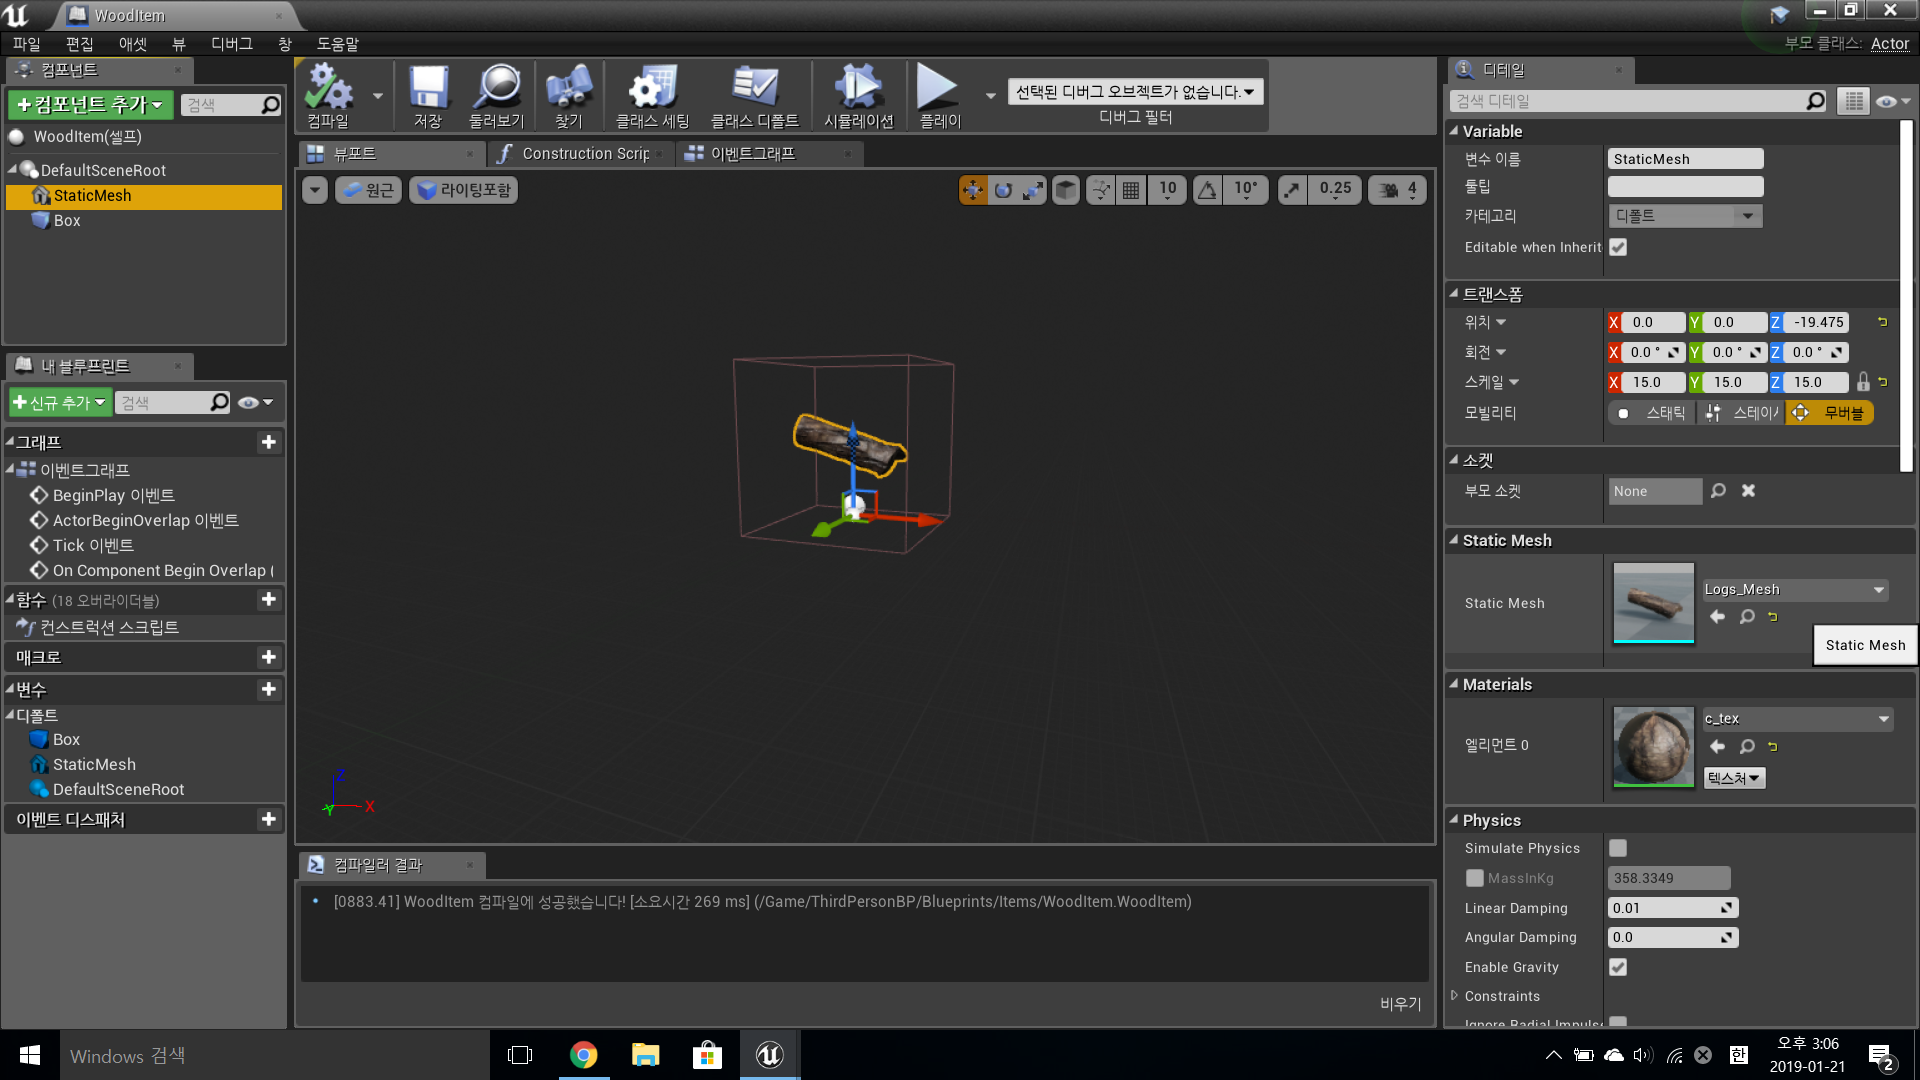 WoodItem
파일 편집 애셋 뷰 디버그 창 도움말
부모 클래스: Actor
컴포넌트
+컴포넌트 추가
검색
WoodItem(셀프)
DefaultSceneRoot
StaticMesh
Box
내 블루프린트
+신규 추가
검색
그래프
이벤트그래프
BeginPlay 이벤트
ActorBeginOverlap 이벤트
Tick 이벤트
On Component Begin Overlap (
함수 (18 오버라이더블)
컨스트럭션 스크립트
매크로
변수
디폴트
Box
StaticMesh
DefaultSceneRoot
이벤트 디스패처
컴파일 저장 둘러보기 찾기 클래스 세팅 클래스 디폴트 시뮬레이션 플레이
선택된 디버그 오브젝트가 없습니다.
디버그 필터
뷰포트
Construction Scrip
이벤트그래프
원근
라이팅포함
10
10°
0.25
4
Z
Y
X
컴파일러 결과
[0883.41] WoodItem 컴파일에 성공했습니다! [소요시간 269 ms] (/Game/ThirdPersonBP/Blueprints/Items/WoodItem.WoodItem)
비우기
디테일
검색 디테일
Variable
변수 이름 StaticMesh
툴팁
카테고리 디폴트
Editable when Inherit
트랜스폼
위치 X 0.0 Y 0.0 Z -19.475
회전 X 0.0 ° Y 0.0 ° Z 0.0 °
스케일 X 15.0 Y 15.0 Z 15.0
모빌리티 스태틱 스테이 무버블
소켓
부모 소켓 None
Static Mesh
Static Mesh Logs_Mesh
Static Mesh
Materials
엘리먼트 0 c_tex
텍스처
Physics
Simulate Physics
MassInKg 358.3349
Linear Damping 0.01
Angular Damping 0.0
Enable Gravity
Constraints
Ignore Radial Impulse
Windows 검색
한
오후 3:06
2019-01-21
2